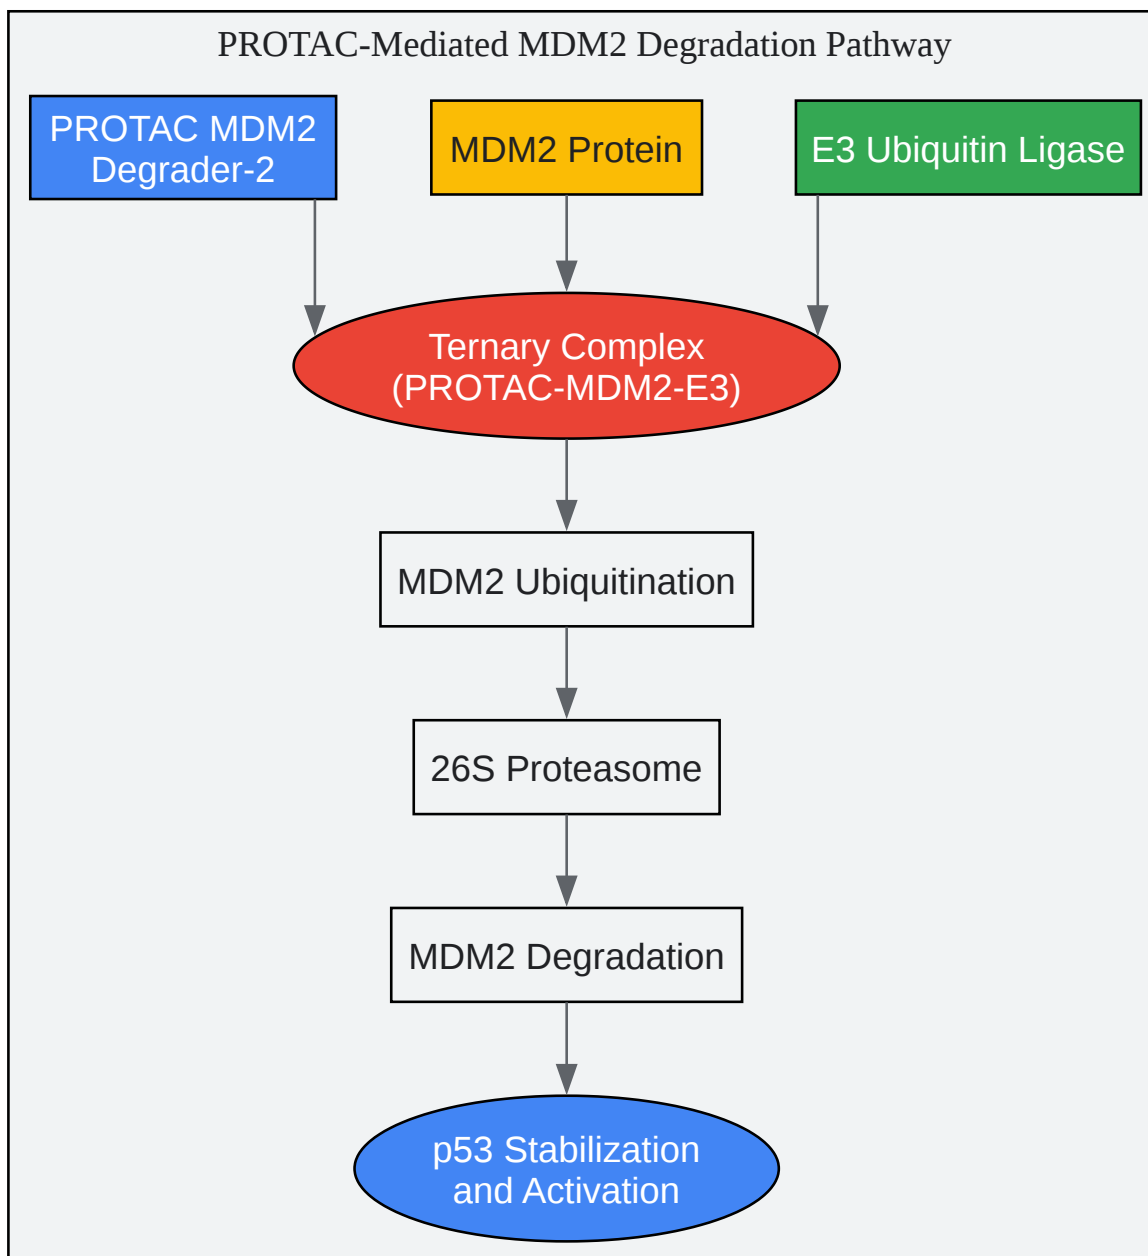 PROTAC-Mediated MDM2 Degradation Pathway
PROTAC MDM2
Degrader-2
MDM2 Protein
E3 Ubiquitin Ligase
Ternary Complex
(PROTAC-MDM2-E3)
MDM2 Ubiquitination
26S Proteasome
MDM2 Degradation
p53 Stabilization
and Activation